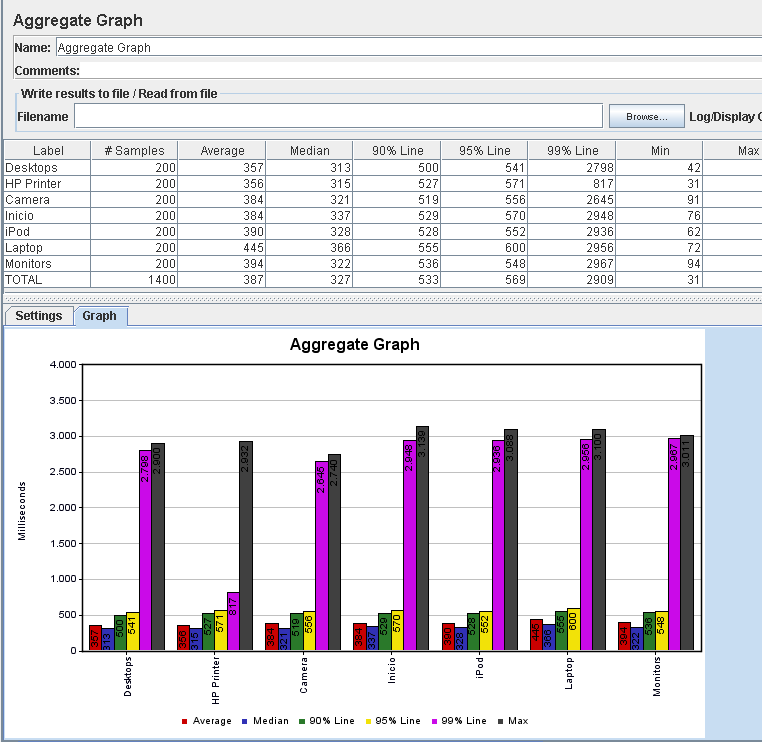 Aggregate Graph
Name: Aggregate Graph
Comments:
Write results to file / Read from file
Filename Browse... Log/Display
Label # Samples Average Median 90% Line 95% Line 99% Line Min Max
Desktops 200 357 313 500 541 2798 42
HP Printer 200 356 315 527 571 817 31
Camera 200 384 321 519 556 2645 91
Inicio 200 384 337 529 570 2948 76
iPod 200 390 328 528 552 2936 62
Laptop 200 445 366 555 600 2956 72
Monitors 200 394 322 536 548 2967 94
TOTAL 1400 387 327 533 569 2909 31
Settings Graph
Aggregate Graph
Milliseconds
4.000
3.500
3.000
2.500
2.000
1.500
1.000
500
0
357 313 500 541 2.798 2.900
356 315 527 571 817 2.932
384 321 519 556 2.645 2.740
384 337 529 570 2.948 3.139
390 328 528 552 2.936 3.088
445 366 555 600 2.956 3.100
394 322 536 548 2.967 3.011
Desktops HP Printer Camera Inicio iPod Laptop Monitors
Average Median 90% Line 95% Line 99% Line Max